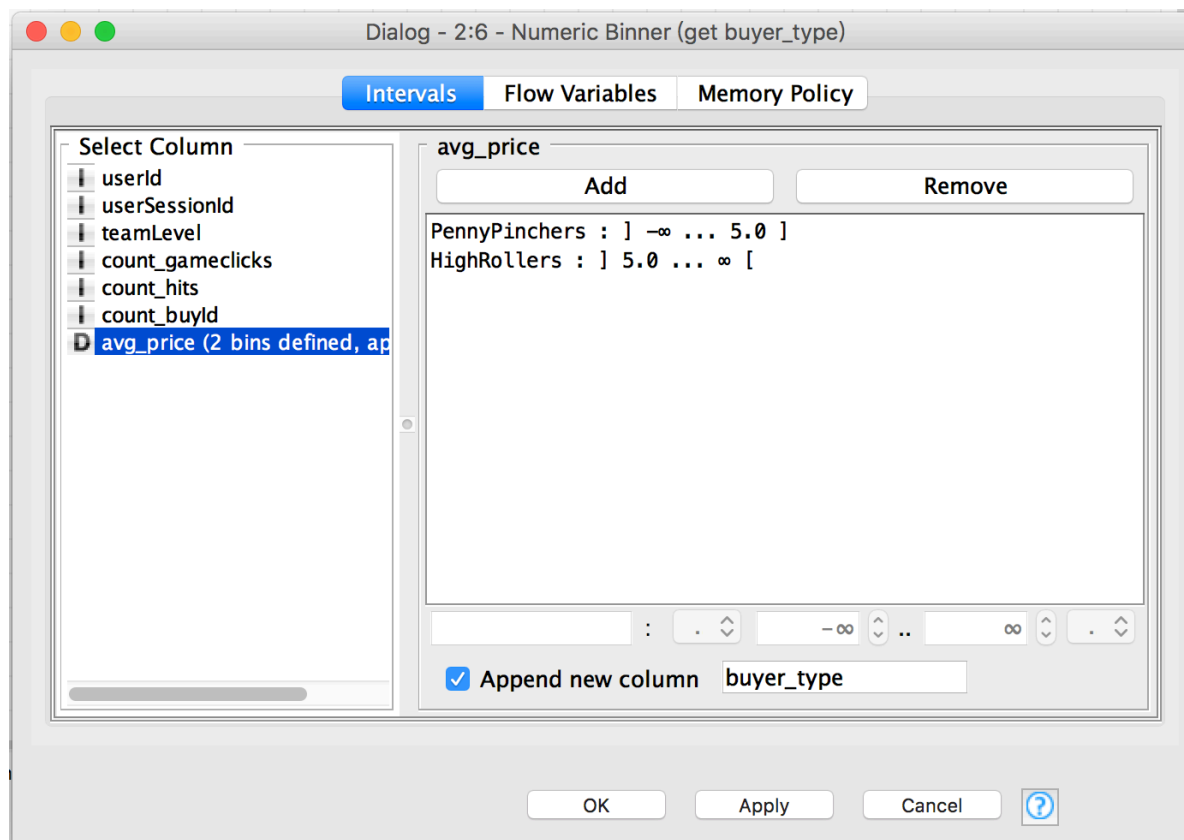 Dialog - 2:6 - Numeric Binner (get buyer_type)
Intervals Flow Variables Memory Policy
Select Column
userId
userSessionId
teamLevel
count_gameclicks
count_hits
count_buyId
D avg_price (2 bins defined, ap
avg_price
Add Remove
PennyPinchers : ] -∞ ... 5.0 ]
HighRollers : ] 5.0 ... ∞ [
: . -∞ .. ∞ .
Append new column buyer_type
OK Apply Cancel ?